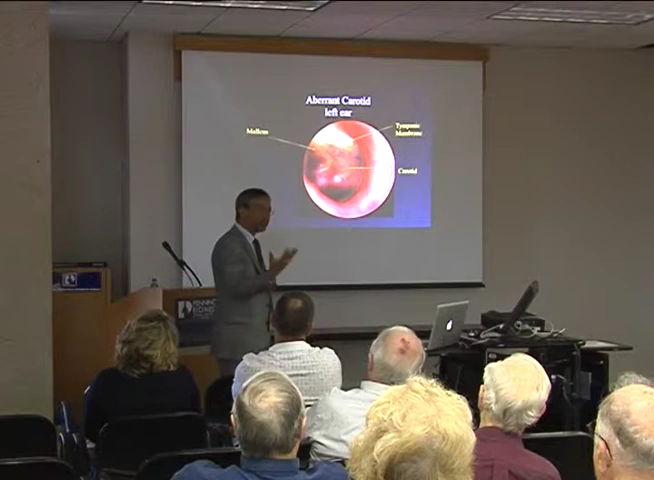 Aberrant Carotid
left ear
Malleus
Tympanic
Membrane
Carotid